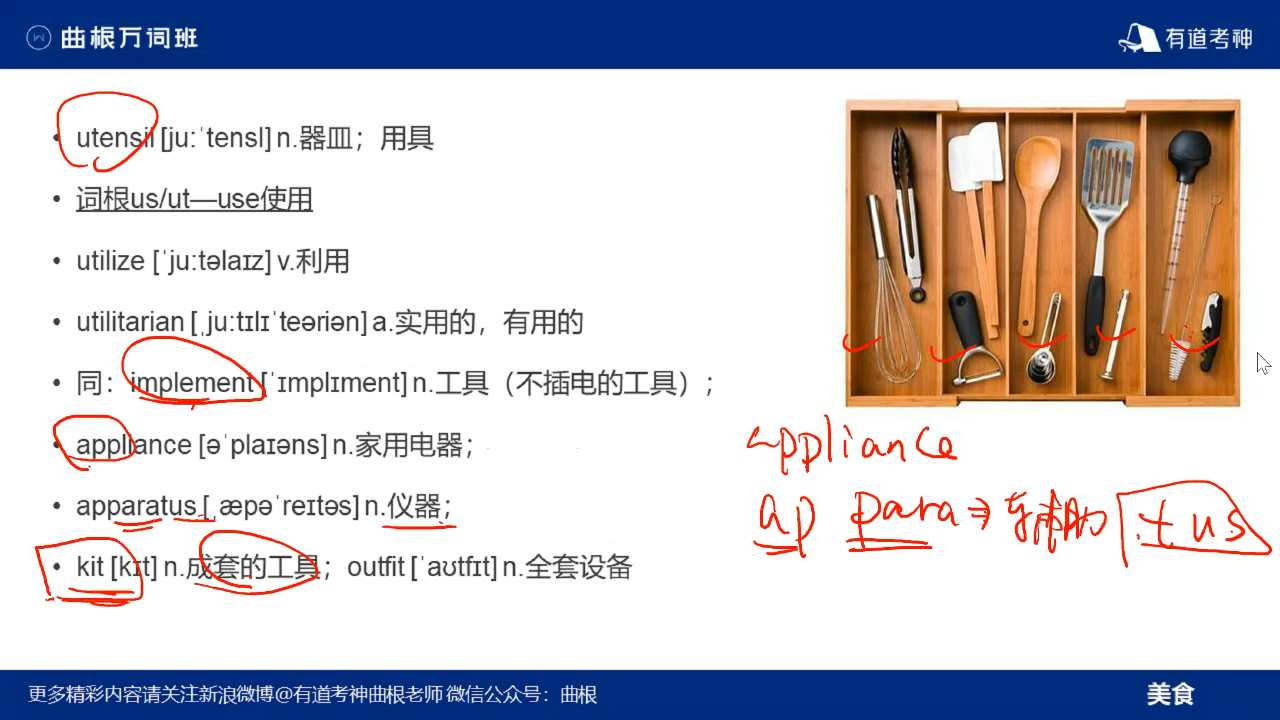 曲根万词班
有道考神
utensil [juːˈtensl] n.器皿；用具
词根us/ut—use使用
utilize [ˈjuːtəlaɪz] v.利用
utilitarian [ˌjuːtɪlɪˈteəriən] a.实用的，有用的
同：implement [ˈɪmplɪment] n.工具（不插电的工具）；
appliance [əˈplaɪəns] n.家用电器；
apparatus [ˌæpəˈreɪtəs] n.仪器；
kit [kɪt] n.成套的工具；outfit [ˈaʊtfɪt] n.全套设备
appliance
ap para⇒辅助 t us
更多精彩内容请关注新浪微博@有道考神曲根老师 微信公众号：曲根
美食